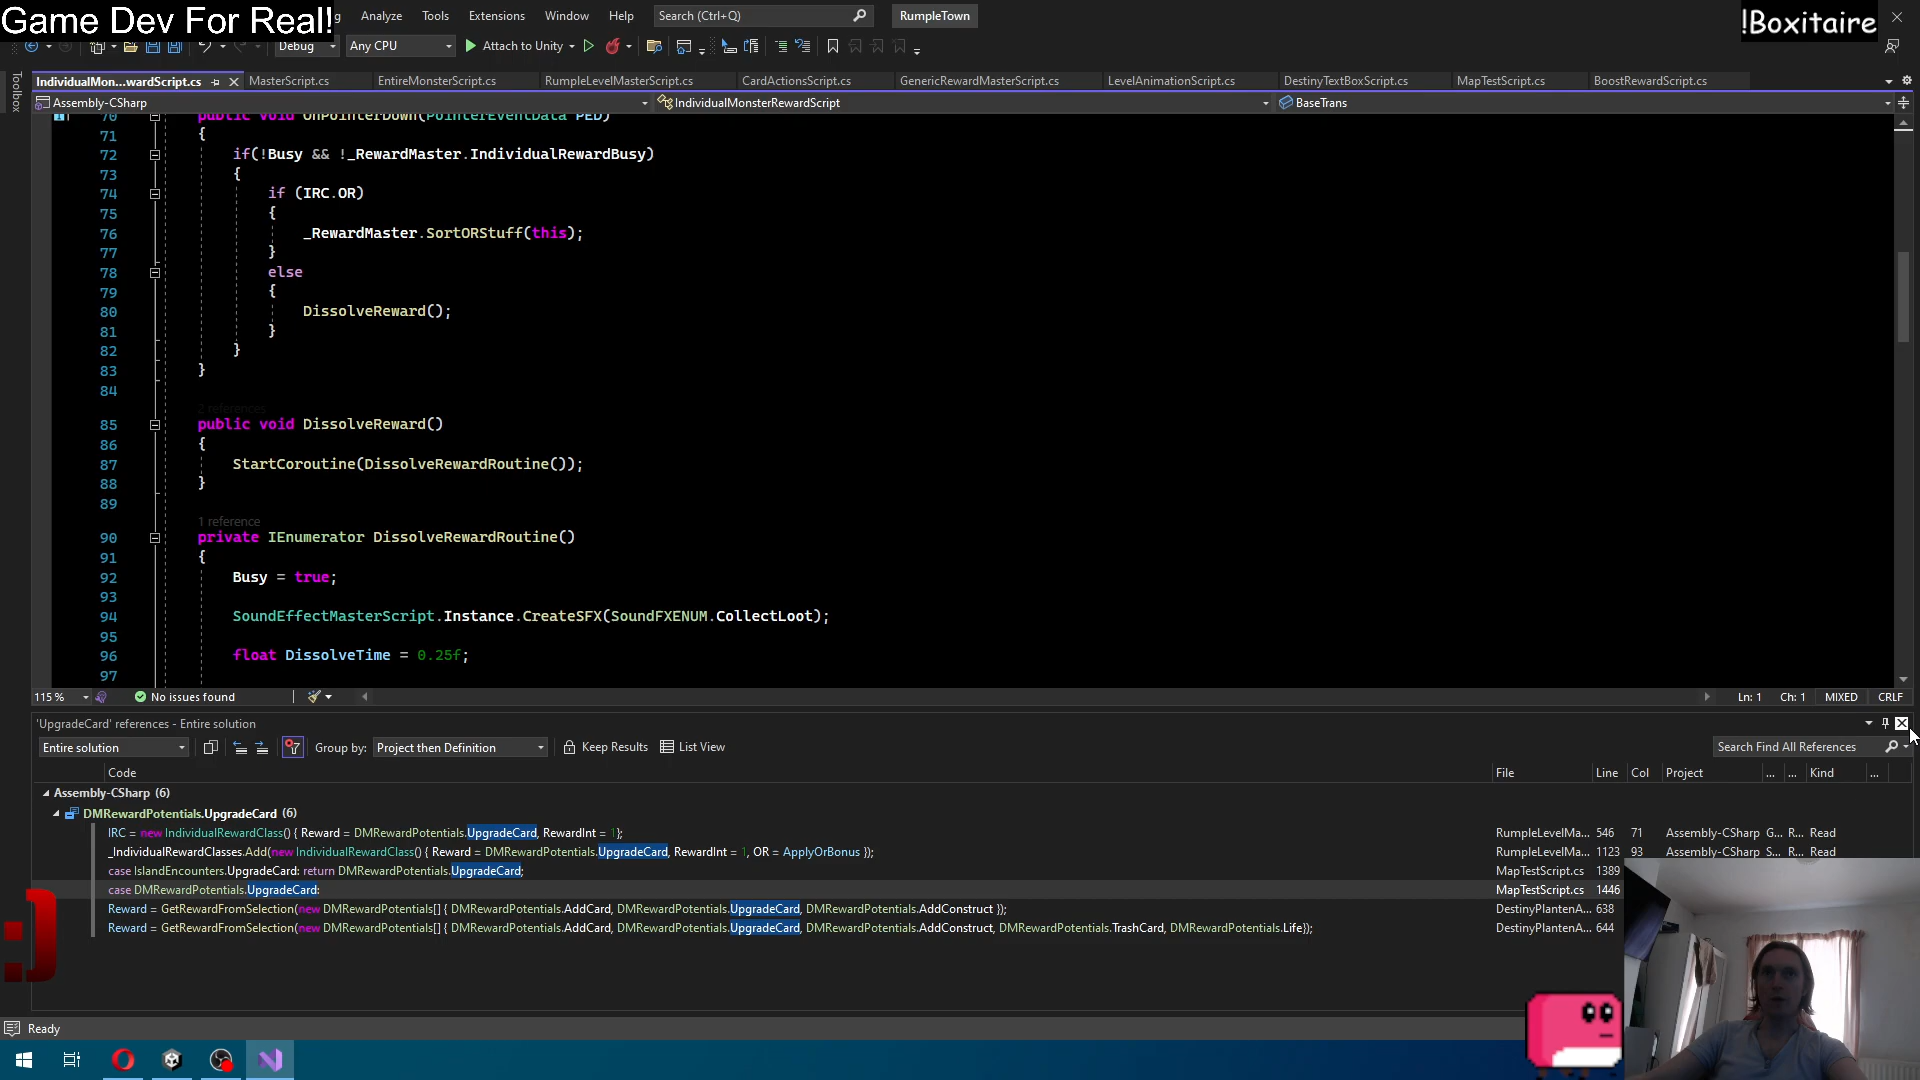 Game Dev For Real!
g Analyze Tools Extensions Window Help Search (Ctrl+Q) RumpleTown
!Boxitaire
Debug Any CPU Attach to Unity
Toolbox
IndividualMon...wardScript.cs MasterScript.cs EntireMonsterScript.cs RumpleLevelMasterScript.cs CardActionsScript.cs GenericRewardMasterScript.cs LevelAnimationScript.cs DestinyTextBoxScript.cs MapTestScript.cs BoostRewardScript.cs
Assembly-CSharp IndividualMonsterRewardScript BaseTrans
70 public void OnPointerDown(PointerEventData PED)
71 {
72 if(!Busy && !_RewardMaster.IndividualRewardBusy)
73 {
74 if (IRC.OR)
75 {
76 _RewardMaster.SortORStuff(this);
77 }
78 else
79 {
80 DissolveReward();
81 }
82 }
83 }
84
2 references
85 public void DissolveReward()
86 {
87 StartCoroutine(DissolveRewardRoutine());
88 }
89
1 reference
90 private IEnumerator DissolveRewardRoutine()
91 {
92 Busy = true;
93
94 SoundEffectMasterScript.Instance.CreateSFX(SoundFXENUM.CollectLoot);
95
96 float DissolveTime = 0.25f;
97
115 % No issues found Ln: 1 Ch: 1 MIXED CRLF
'UpgradeCard' references - Entire solution
Entire solution Group by: Project then Definition Keep Results List View Search Find All References
Code File Line Col Project ... ... Kind ...
Assembly-CSharp (6)
DMRewardPotentials.UpgradeCard (6)
IRC = new IndividualRewardClass() { Reward = DMRewardPotentials.UpgradeCard, RewardInt = 1}; RumpleLevelMa... 546 71 Assembly-CSharp G... R... Read
_IndividualRewardClasses.Add(new IndividualRewardClass() { Reward = DMRewardPotentials.UpgradeCard, RewardInt = 1, OR = ApplyOrBonus }); RumpleLevelMa... 1123 93 Assembly-CSharp S... R... Read
case IslandEncounters.UpgradeCard: return DMRewardPotentials.UpgradeCard; MapTestScript.cs 1389
case DMRewardPotentials.UpgradeCard: MapTestScript.cs 1446
Reward = GetRewardFromSelection(new DMRewardPotentials[] { DMRewardPotentials.AddCard, DMRewardPotentials.UpgradeCard, DMRewardPotentials.AddConstruct }); DestinyPlantenA... 638
Reward = GetRewardFromSelection(new DMRewardPotentials[] { DMRewardPotentials.AddCard, DMRewardPotentials.UpgradeCard, DMRewardPotentials.AddConstruct, DMRewardPotentials.TrashCard, DMRewardPotentials.Life}); DestinyPlantenA... 644
:)
Ready